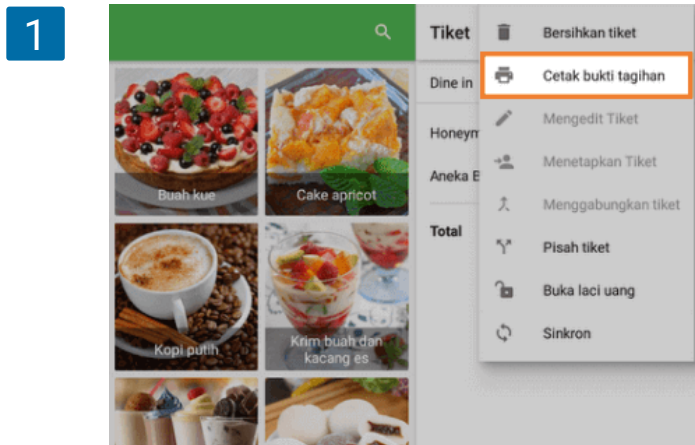 1
Tiket
Dine in
Honeym
Aneka B
Total
Bersihkan tiket
Cetak bukti tagihan
Mengedit Tiket
Menetapkan Tiket
Menggabungkan tiket
Pisah tiket
Buka laci uang
Sinkron
Buah kue
Cake apricot
Kopi putih
Krim buah dan
kacang es